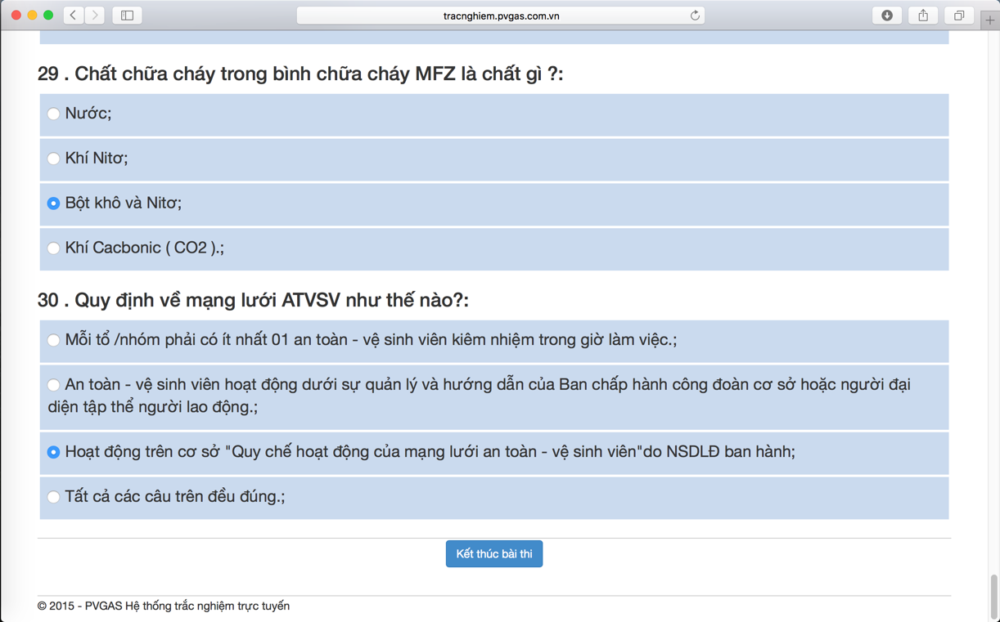 tracnghiem.pvgas.com.vn
29 . Chất chữa cháy trong bình chữa cháy MFZ là chất gì ?:
Nước;
Khí Nitơ;
Bột khô và Nitơ;
Khí Cacbonic ( CO2 ).;
30 . Quy định về mạng lưới ATVSV như thế nào?:
Mỗi tổ /nhóm phải có ít nhất 01 an toàn - vệ sinh viên kiêm nhiệm trong giờ làm việc.;
An toàn - vệ sinh viên hoạt động dưới sự quản lý và hướng dẫn của Ban chấp hành công đoàn cơ sở hoặc người đại
diện tập thể người lao động.;
Hoạt động trên cơ sở "Quy chế hoạt động của mạng lưới an toàn - vệ sinh viên"do NSDLĐ ban hành;
Tất cả các câu trên đều đúng.;
Kết thúc bài thi
© 2015 - PVGAS Hệ thống trắc nghiệm trực tuyến